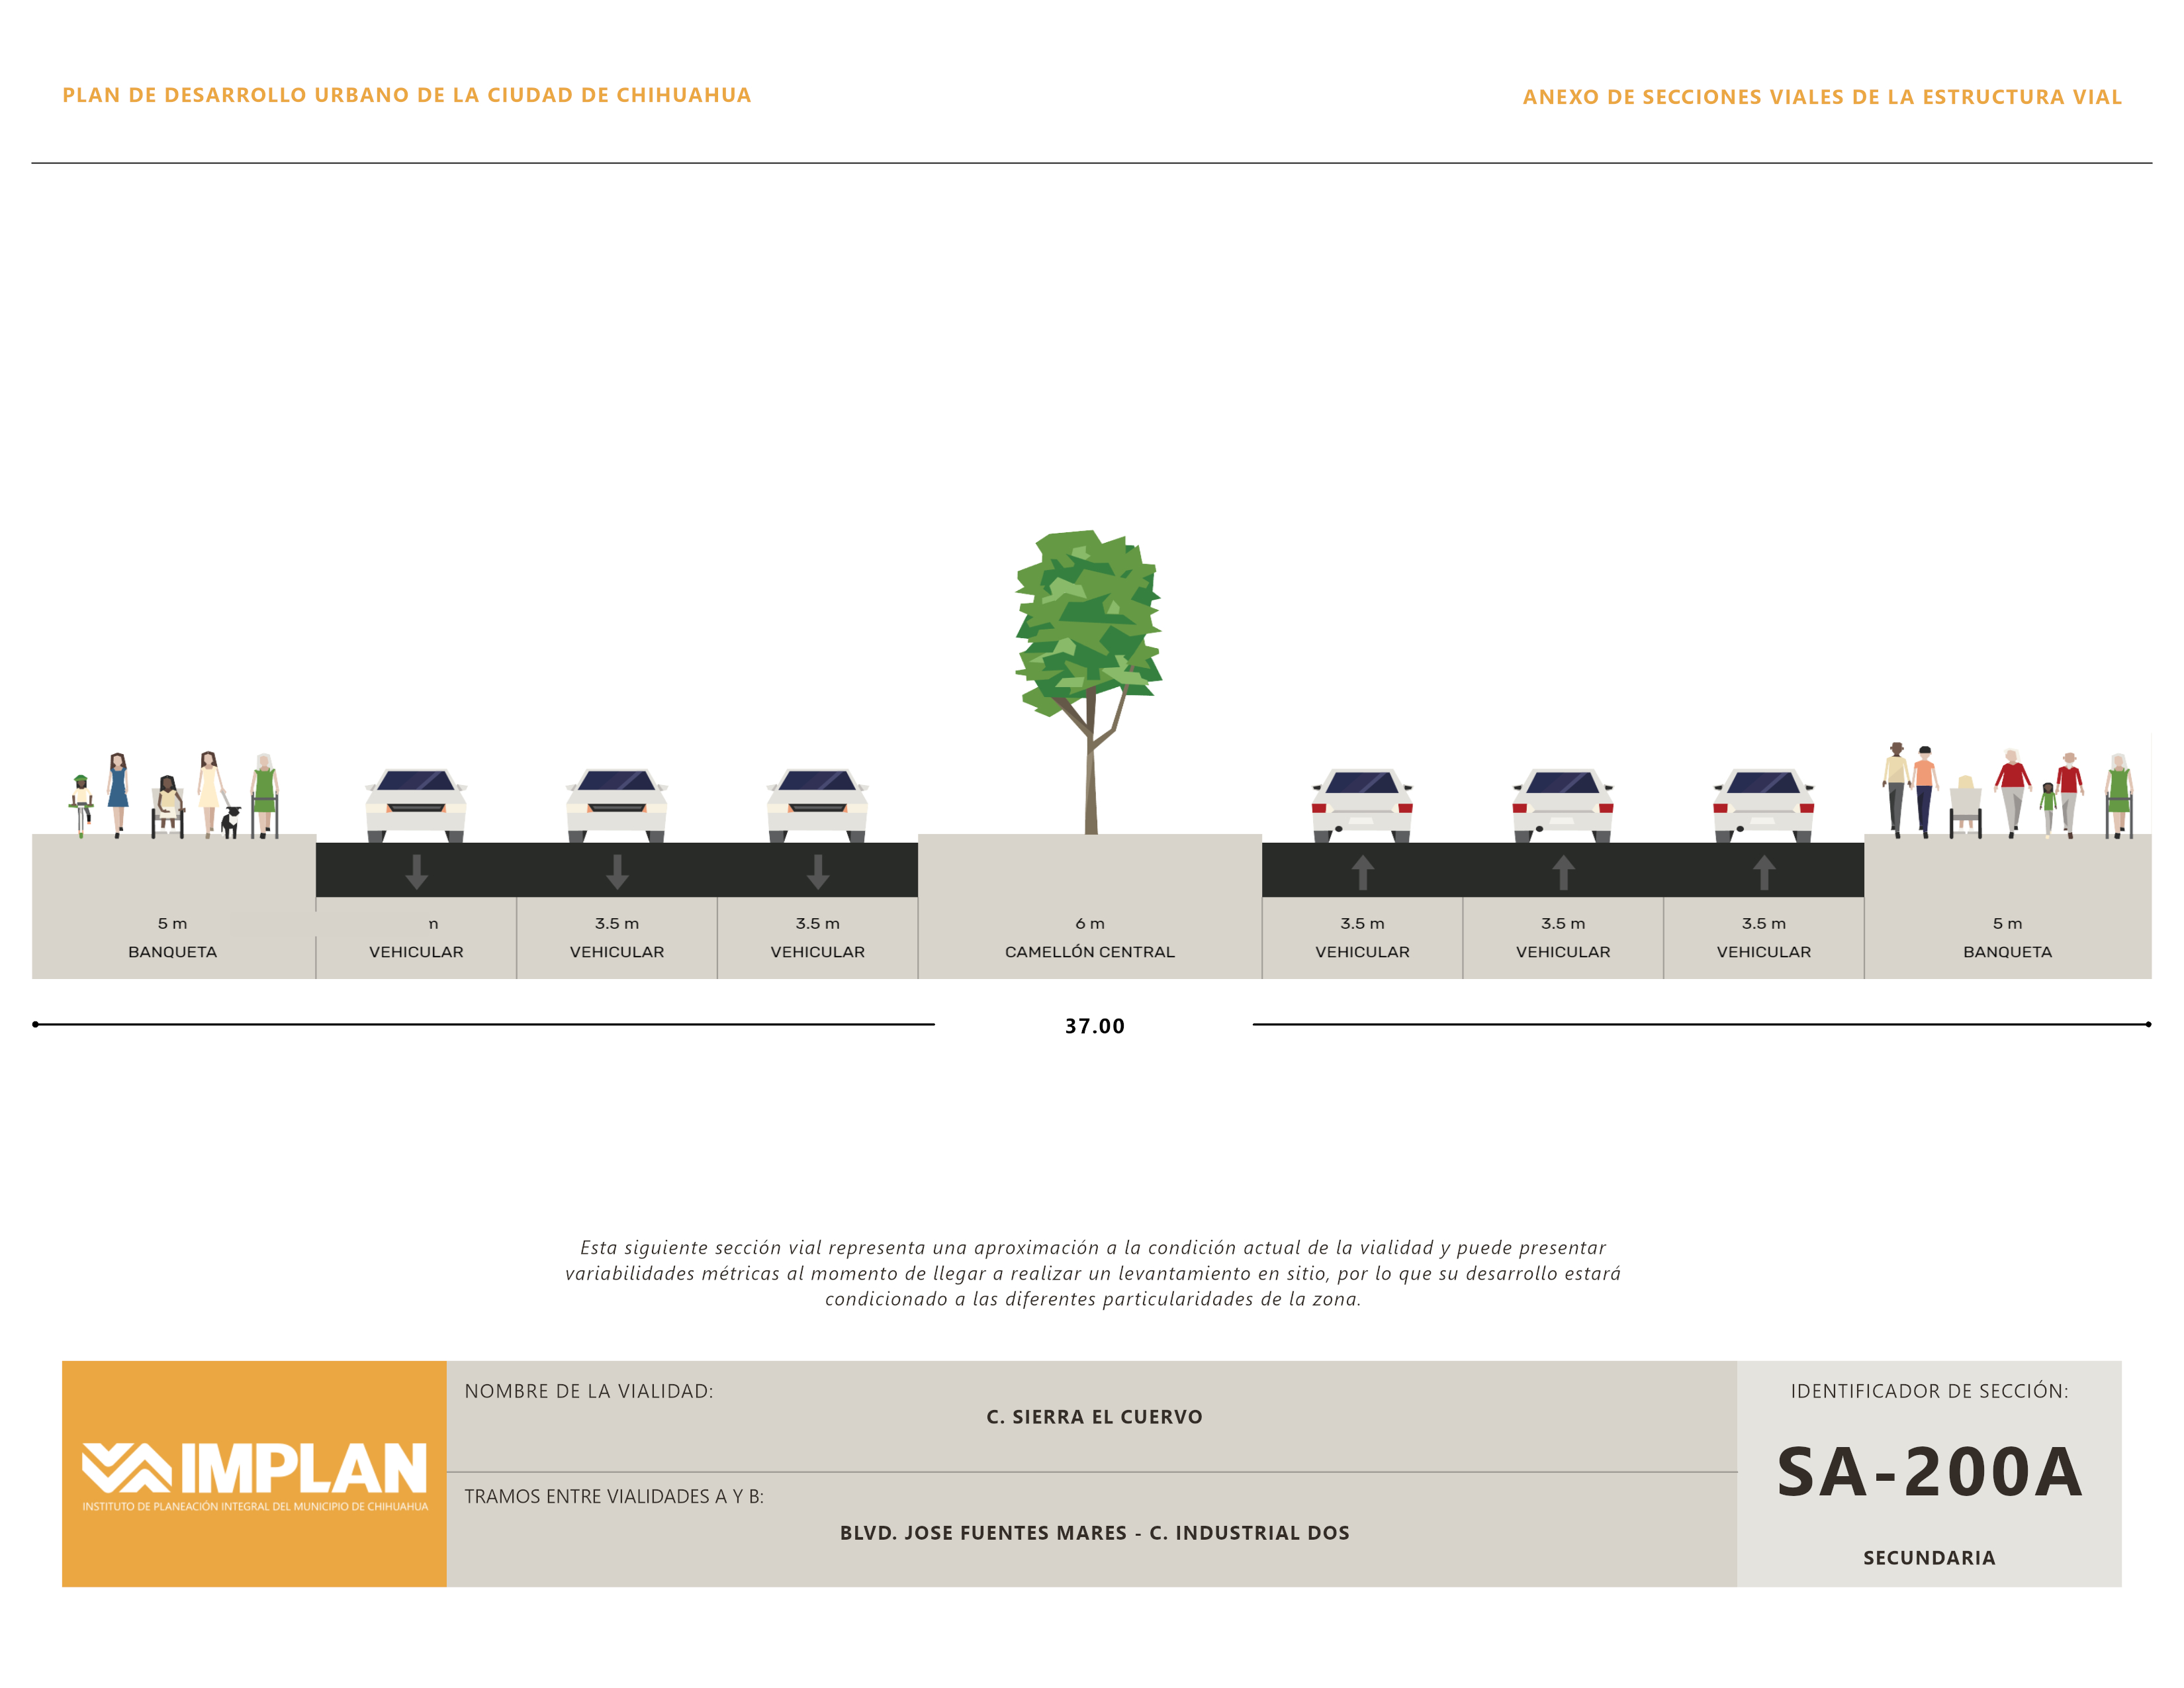 PLAN DE DESARROLLO URBANO DE LA CIUDAD DE CHIHUAHUA
ANEXO DE SECCIONES VIALES DE LA ESTRUCTURA VIAL
5 m
m
3.5 m
3.5 m
6 m
3.5 m
3.5 m
3.5 m
5 m
BANQUETA
VEHICULAR
VEHICULAR
VEHICULAR
CAMELLÓN CENTRAL
VEHICULAR
VEHICULAR
VEHICULAR
BANQUETA
37.00
Esta siguiente sección vial representa una aproximación a la condición actual de la vialidad y puede presentar
variabilidades métricas al momento de llegar a realizar un levantamiento en sitio, por lo que su desarrollo estará
condicionado a las diferentes particularidades de la zona.
IMPLAN
INSTITUTO DE PLANEACIÓN INTEGRAL DEL MUNICIPIO DE CHIHUAHUA
NOMBRE DE LA VIALIDAD:
C. SIERRA EL CUERVO
TRAMOS ENTRE VIALIDADES A Y B:
BLVD. JOSE FUENTES MARES - C. INDUSTRIAL DOS
IDENTIFICADOR DE SECCIÓN:
SA-200A
SECUNDARIA